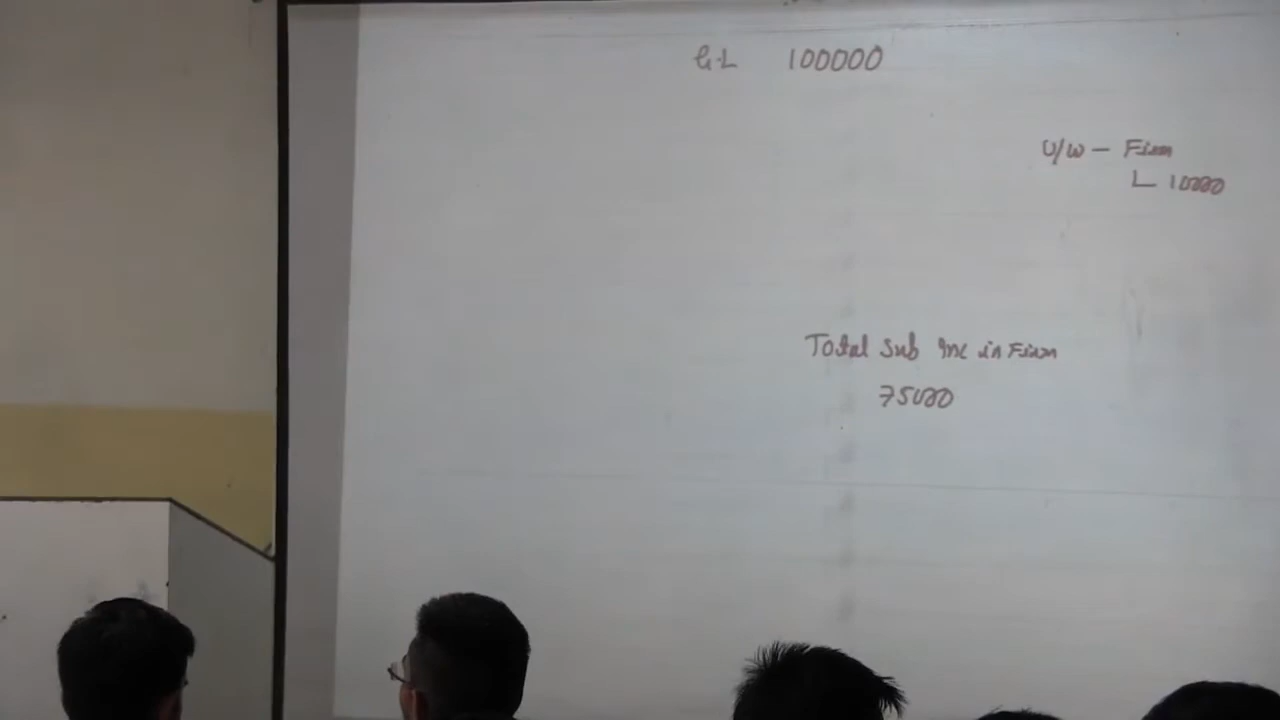 G.L 100000
U/W - Firm
L 10000
Total Sub Inc in Firm
75000